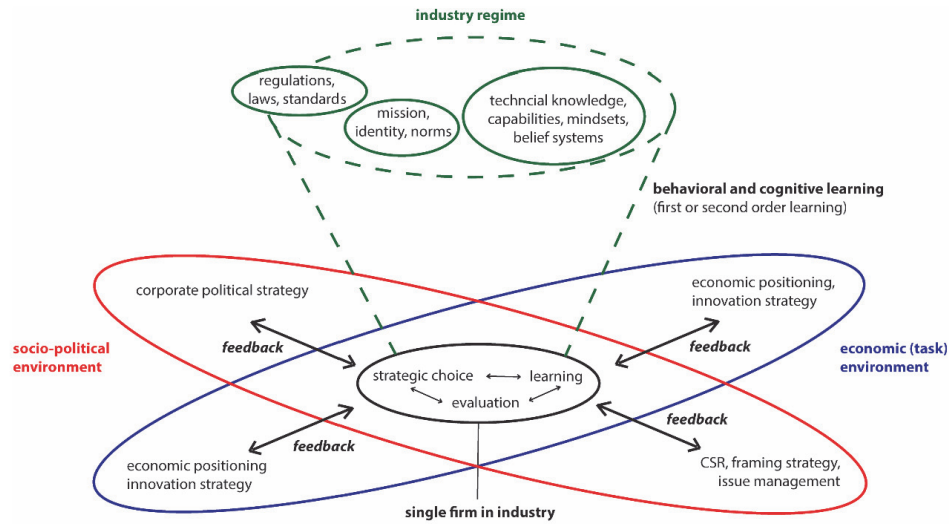 industry regime
regulations,
laws, standards
mission,
identity, norms
techncial knowledge,
capabilities, mindsets,
belief systems
behavioral and cognitive learning
(first or second order learning)
corporate political strategy
economic positioning,
innovation strategy
feedback
feedback
socio-political
environment
economic (task)
environment
strategic choice
learning
evaluation
feedback
feedback
economic positioning
innovation strategy
CSR, framing strategy,
issue management
single firm in industry